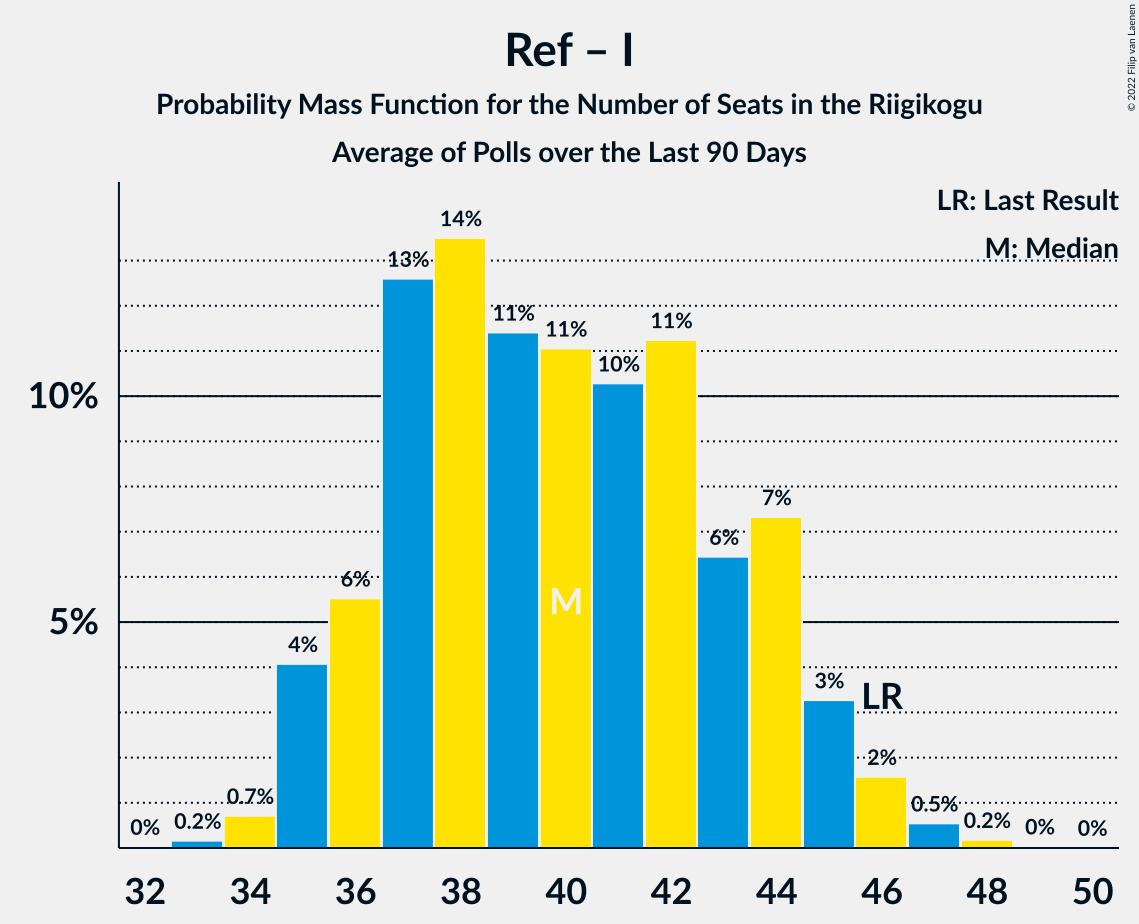 Ref – I
Probability Mass Function for the Number of Seats in the Riigikogu
Average of Polls over the Last 90 Days
© 2022 Filip van Laenen
LR: Last Result
M: Median
10%
5%
0%
0.2%
0.7%
4%
6%
13%
14%
11%
11%
10%
11%
6%
7%
3%
2%
0.5%
0.2%
0%
0%
M
LR
32 34 36 38 40 42 44 46 48 50